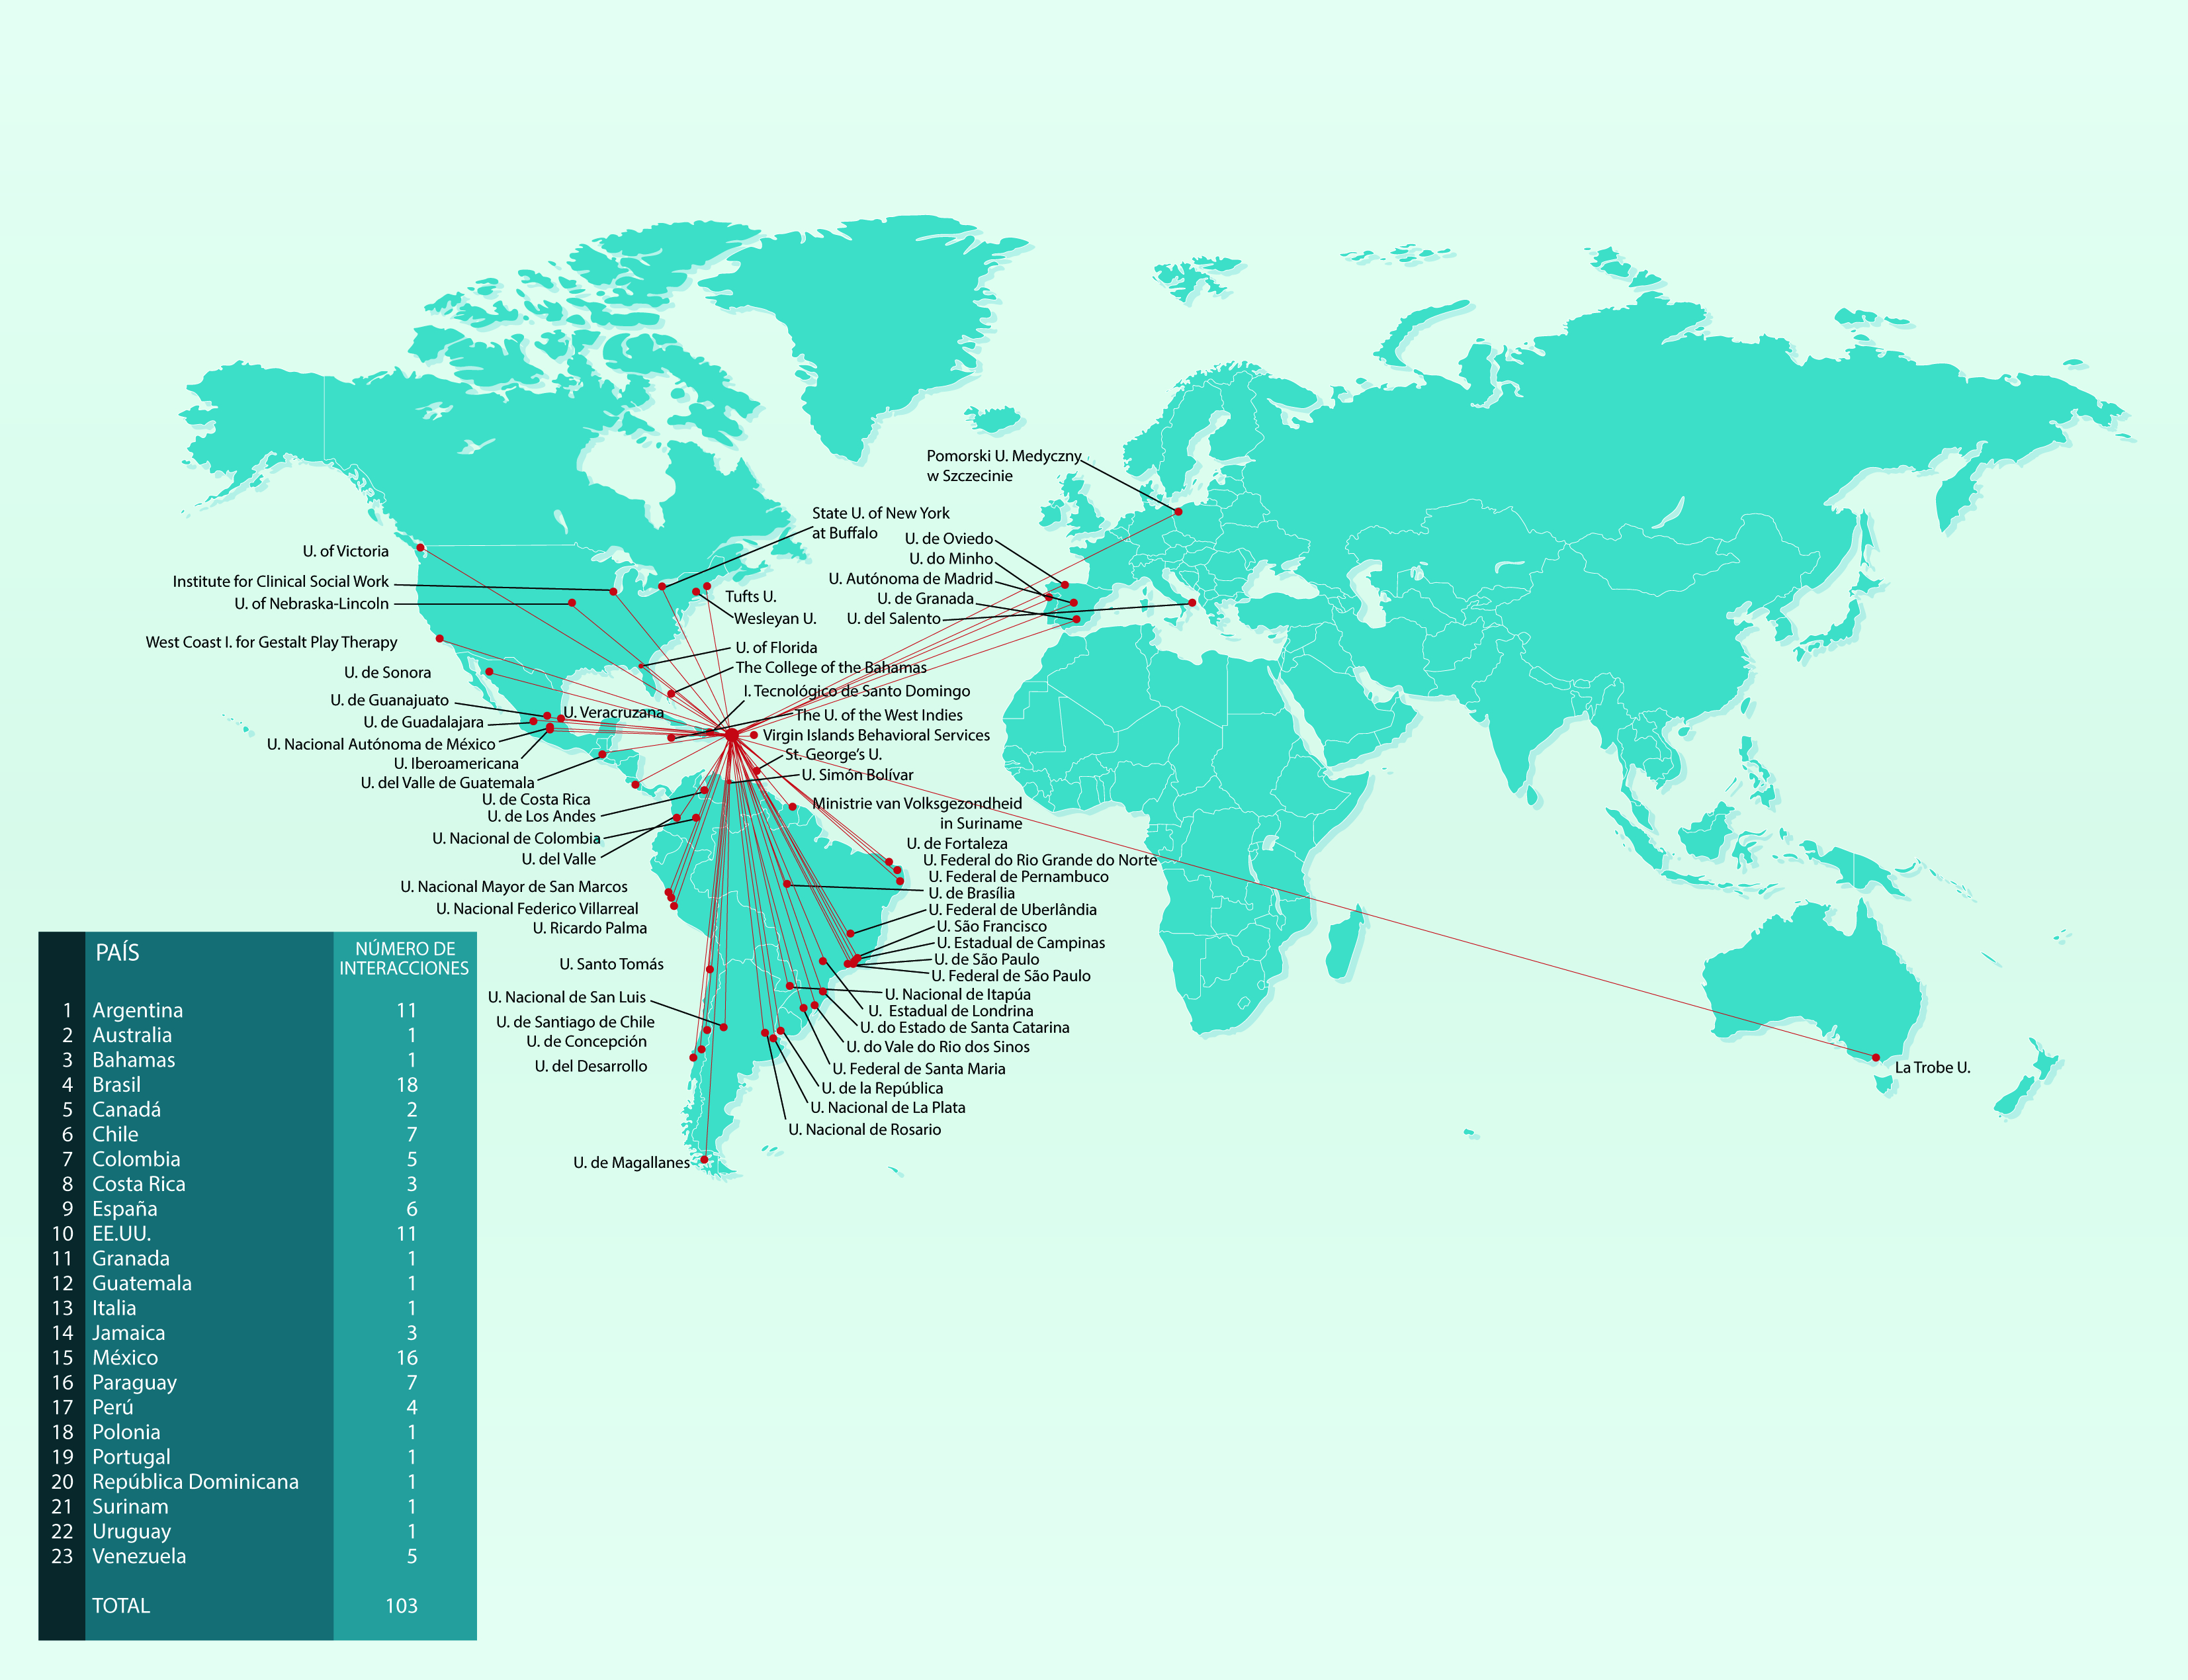 Pomorski U. Medyczny
w Szczecinie
State U. of New York
at Buffalo
U. de Oviedo
U. do Minho
U. Autónoma de Madrid
U. de Granada
U. del Salento
U. of Victoria
Institute for Clinical Social Work
U. of Nebraska-Lincoln
Tufts U.
Wesleyan U.
West Coast I. for Gestalt Play Therapy
U. of Florida
The College of the Bahamas
U. de Sonora
I. Tecnológico de Santo Domingo
U. de Guanajuato
U. Veracruzana
The U. of the West Indies
U. de Guadalajara
Virgin Islands Behavioral Services
U. Nacional Autónoma de México
St. George's U.
U. Iberoamericana
U. Simón Bolívar
U. del Valle de Guatemala
U. de Costa Rica
Ministrie van Volksgezondheid
in Suriname
U. de Los Andes
U. Nacional de Colombia
U. de Fortaleza
U. del Valle
U. Federal do Rio Grande do Norte
U. Federal de Pernambuco
U. Nacional Mayor de San Marcos
U. de Brasília
U. Nacional Federico Villarreal
U. Federal de Uberlândia
U. Ricardo Palma
U. São Francisco
U. Estadual de Campinas
U. Santo Tomás
U. de São Paulo
U. Federal de São Paulo
U. Nacional de San Luis
U. Nacional de Itapúa
U. Estadual de Londrina
U. de Santiago de Chile
U. do Estado de Santa Catarina
U. de Concepción
U. do Vale do Rio dos Sinos
U. del Desarrollo
U. Federal de Santa Maria
La Trobe U.
U. de la República
U. Nacional de La Plata
U. Nacional de Rosario
U. de Magallanes
PAÍS NÚMERO DE
INTERACCIONES
1 Argentina 11
2 Australia 1
3 Bahamas 1
4 Brasil 18
5 Canadá 2
6 Chile 7
7 Colombia 5
8 Costa Rica 3
9 España 6
10 EE.UU. 11
11 Granada 1
12 Guatemala 1
13 Italia 1
14 Jamaica 3
15 México 16
16 Paraguay 7
17 Perú 4
18 Polonia 1
19 Portugal 1
20 República Dominicana 1
21 Surinam 1
22 Uruguay 1
23 Venezuela 5
TOTAL 103